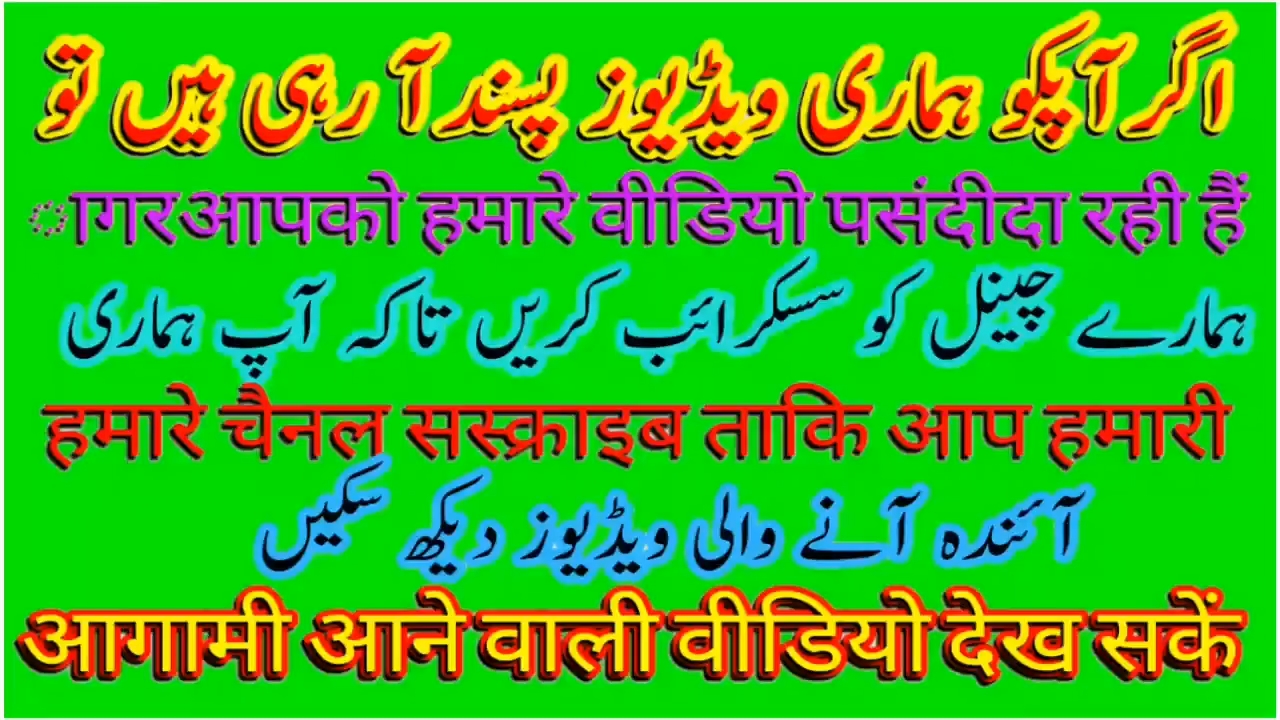 اگر آپکو ہماری ویڈیوز پسند آ رہی ہیں تو
ागरआपको हमारे वीडियो पसंदीदा रही हैं
ہمارے چینل کو سسکرائب کریں تاکہ آپ ہماری
हमारे चैनल सस्क्राइब ताकि आप हमारी
آئندہ آنے والی ویڈیوز دیکھ سکیں
आगामी आने वाली वीडियो देख सकें